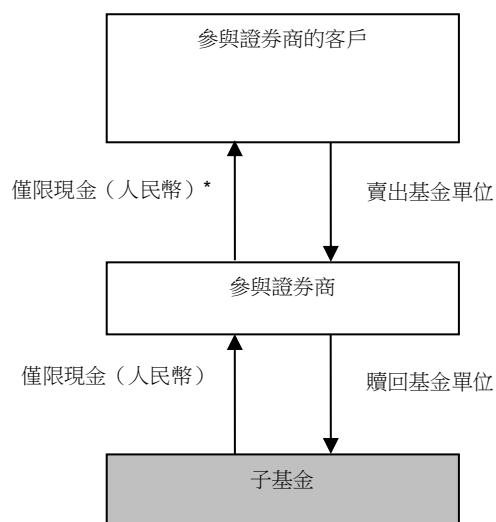 參與證券商的客戶
僅限現金（人民幣）*
賣出基金單位
參與證券商
僅限現金（人民幣）
贖回基金單位
子基金